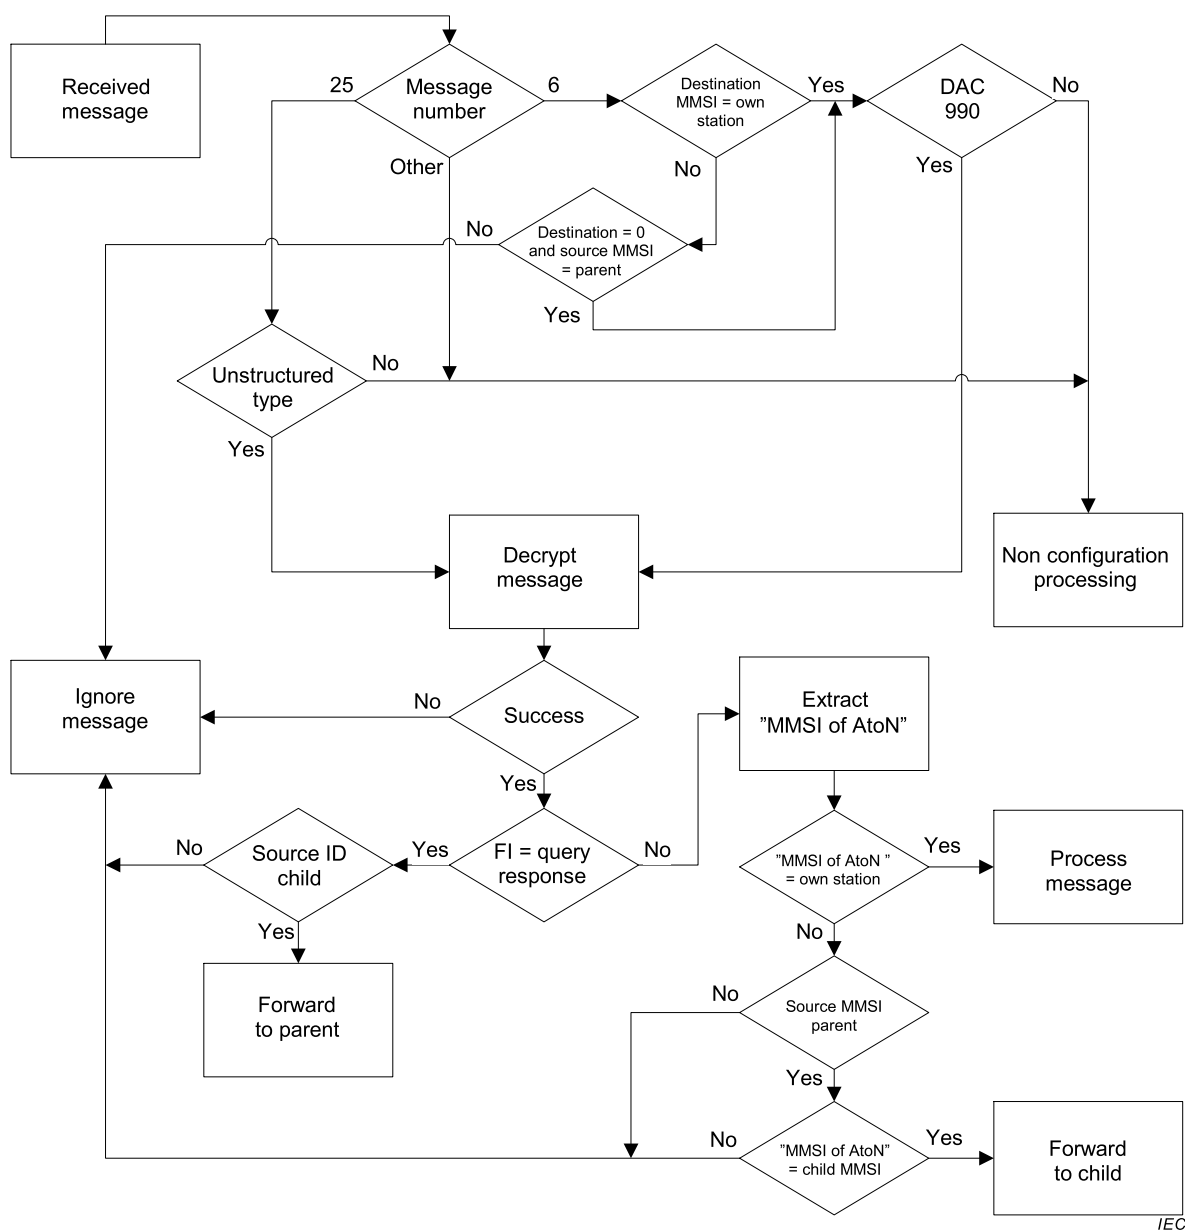 Received
message
25
Message
number
6
Other
Destination
MMSI = own
station
Yes
No
DAC
990
No
Yes
No
Destination = 0
and source MMSI
= parent
Yes
Unstructured
type
No
Yes
Decrypt
message
Non configuration
processing
Ignore
message
No
Success
Yes
Extract
”MMSI of AtoN”
No
Source ID
child
Yes
Yes
FI = query
response
No
”MMSI of AtoN ”
= own station
Yes
No
Process
message
Forward
to parent
No
Source MMSI
parent
Yes
No
”MMSI of AtoN”
= child MMSI
Yes
Forward
to child
IEC